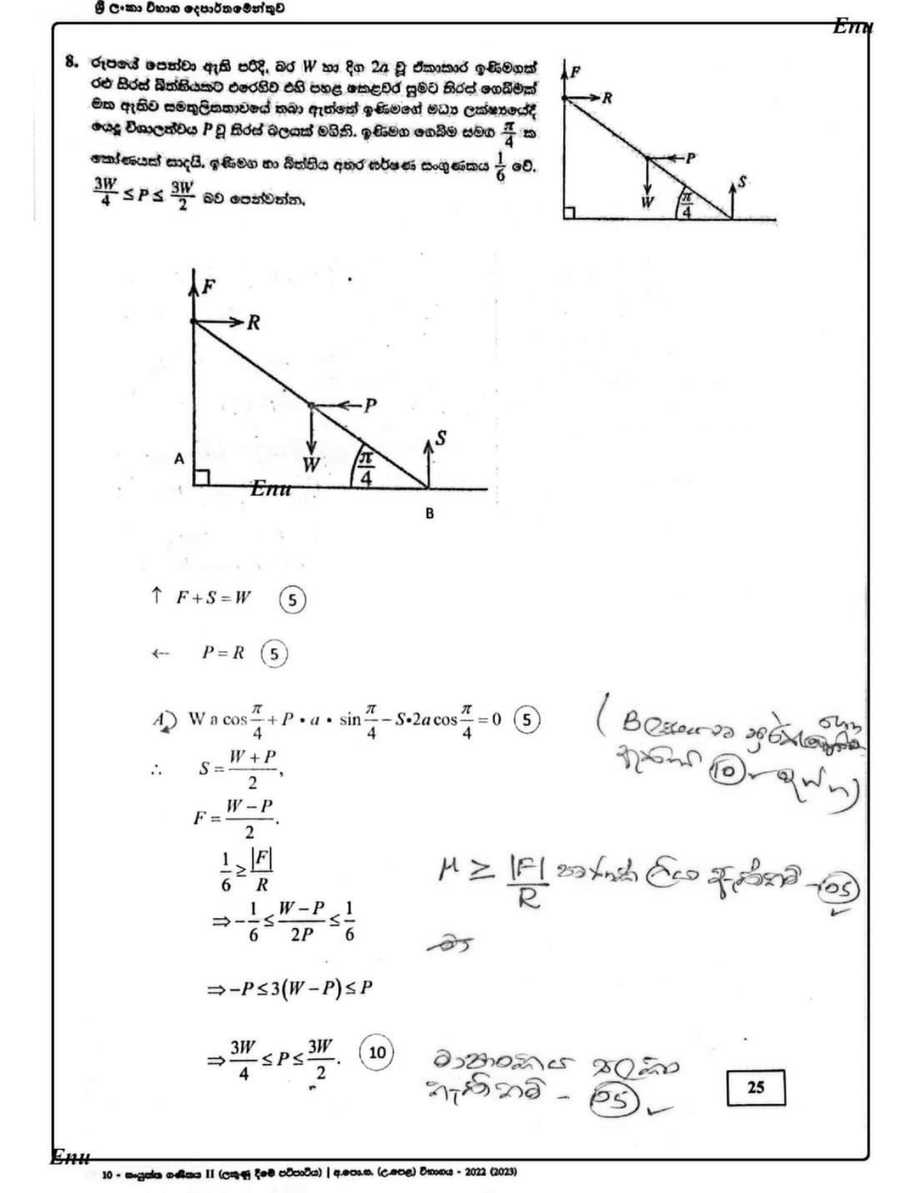 ශ්‍රී ලංකා විභාග දෙපාර්තමේන්තුව
Enu
8. රූපයේ පෙන්වා ඇති පරිදි, බර W හා දිග 2a වූ ඒකාකාර ඉණිමගක්
රළු සිරස් බිත්තියකට එරෙහිව එහි පහළ කෙළවර සුමට තිරස් ගෙබිමක්
මත ඇතිව සමතුලිතතාවයේ තබා ඇත්තේ ඉණිමගේ මධ්‍ය ලක්ෂ්‍යයේදී
යෙදූ විශාලත්වය P වූ තිරස් බලයක් මගිනි. ඉණිමග ගෙබිම සමග π/4 ක
කෝණයක් සාදයි. ඉණිමග හා බිත්තිය අතර ඝර්ෂණ සංගුණකය 1/6 වේ.
3W/4 ≤ P ≤ 3W/2 බව පෙන්වන්න.
F
R
P
W
π/4
S
F
R
P
W
π/4
S
A
Enu
B
↑ F + S = W (5)
← P = R (5)
A) W a cos π/4 + P • a • sin π/4 − S•2a cos π/4 = 0 (5)
∴ S = (W + P)/2,
F = (W − P)/2.
1/6 ≥ |F|/R
μ ≥ |F|/R
⇒ −1/6 ≤ (W − P)/2P ≤ 1/6
⇒ −P ≤ 3(W − P) ≤ P
⇒ 3W/4 ≤ P ≤ 3W/2. (10)
25
Enu
10 - සංයුක්ත ගණිතය II (ලකුණු දීමේ පටිපාටිය) | අ.පො.ස. (උ.පෙළ) විභාගය - 2022 (2023)